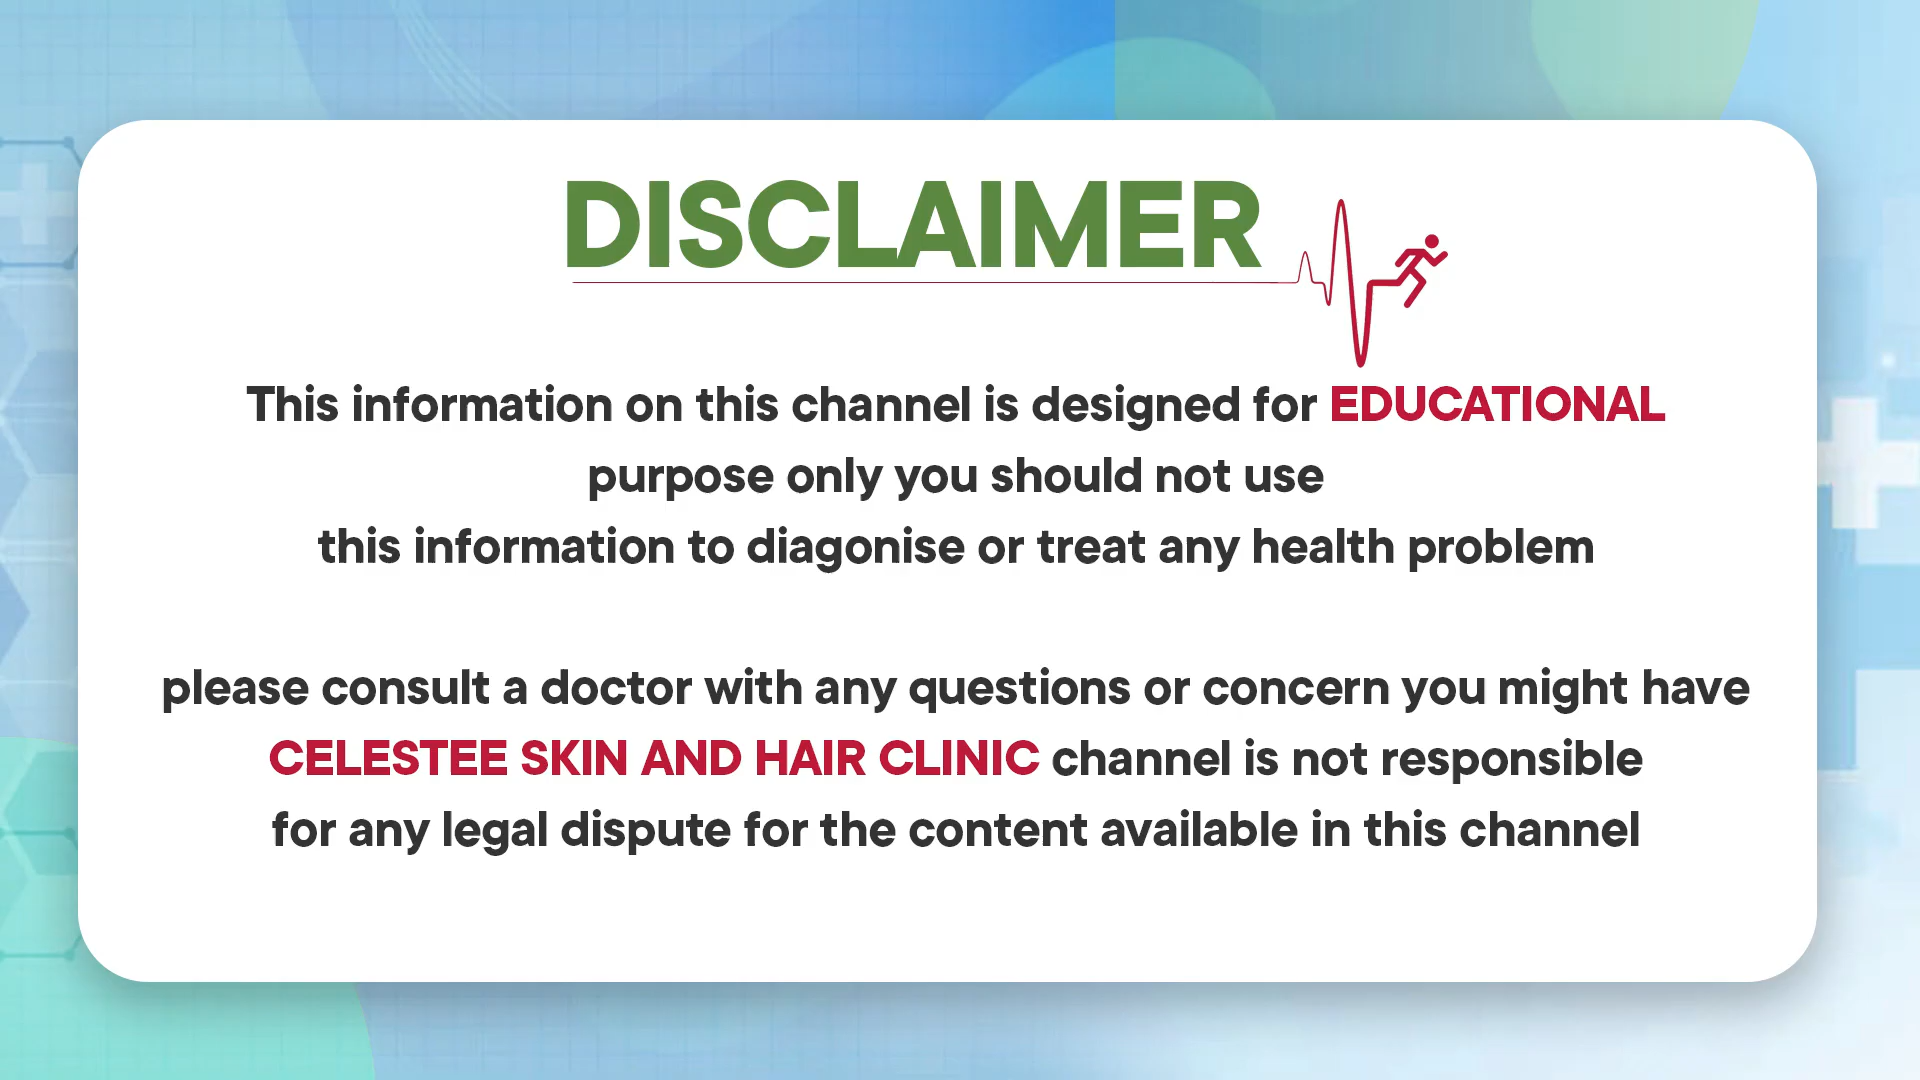 DISCLAIMER
This information on this channel is designed for EDUCATIONAL
purpose only you should not use
this information to diagonise or treat any health problem
please consult a doctor with any questions or concern you might have
CELESTEE SKIN AND HAIR CLINIC channel is not responsible
for any legal dispute for the content available in this channel